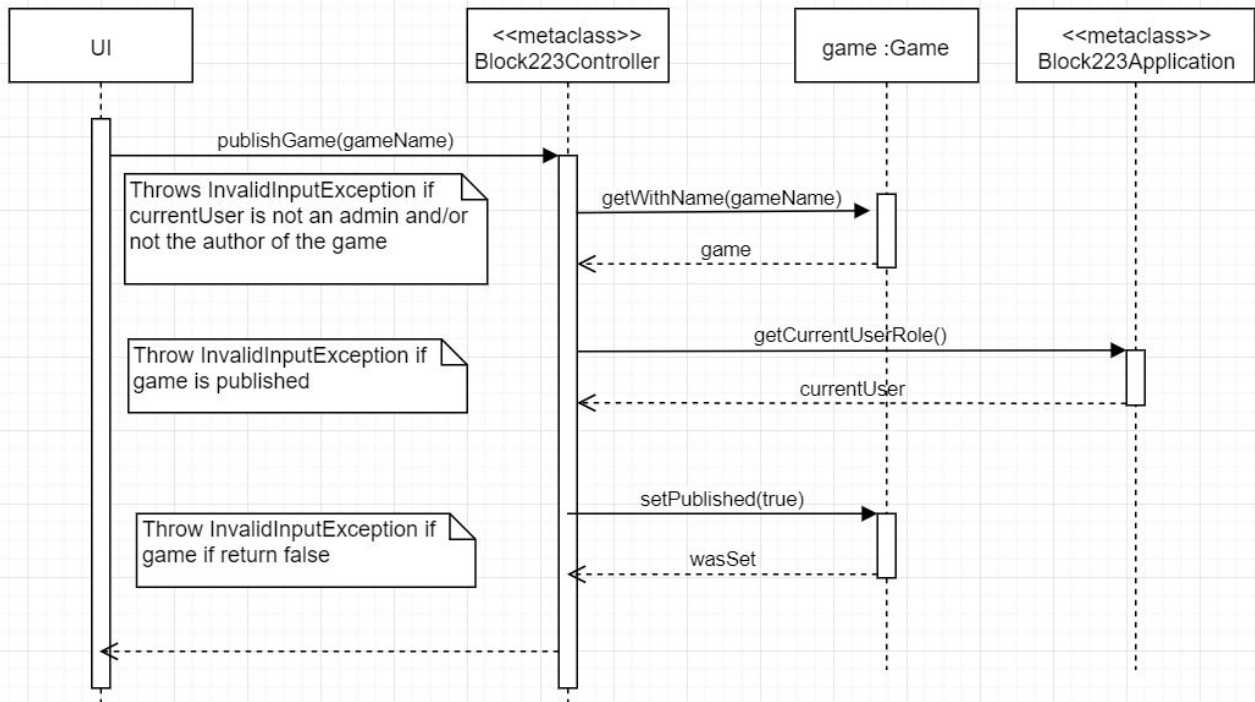 UI
<<metaclass>>
Block223Controller
game :Game
<<metaclass>>
Block223Application
publishGame(gameName)
Throws InvalidInputException if
currentUser is not an admin and/or
not the author of the game
getWithName(gameName)
game
getCurrentUserRole()
Throw InvalidInputException if
game is published
currentUser
setPublished(true)
Throw InvalidInputException if
game if return false
wasSet